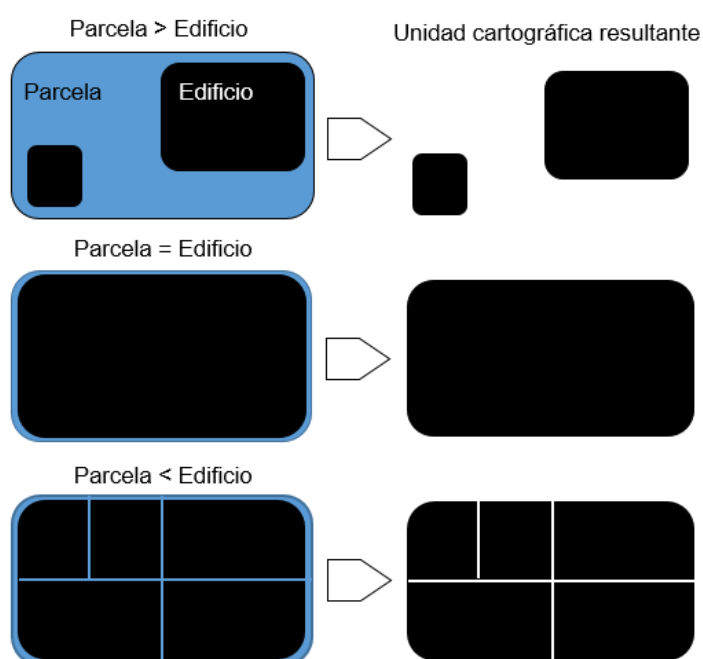 Parcela > Edificio
Unidad cartográfica resultante
Parcela
Edificio
Parcela = Edificio
Parcela < Edificio